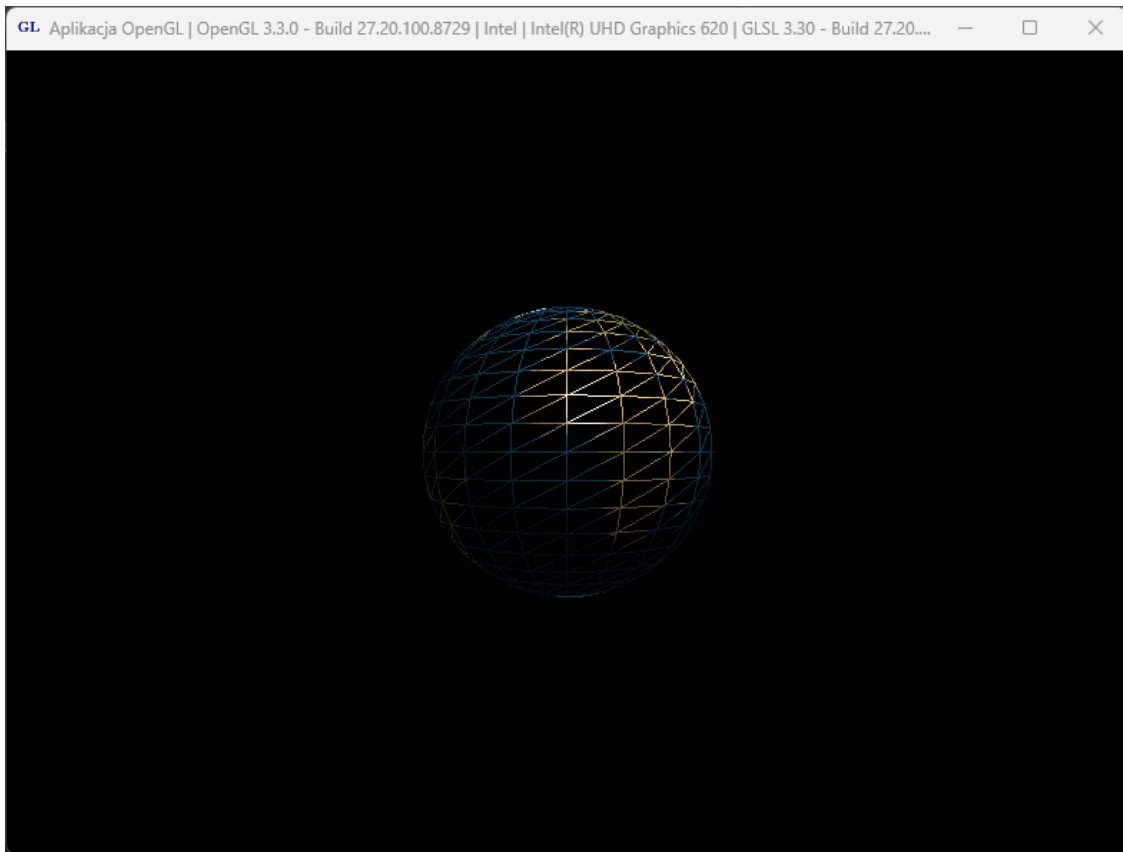 GL Aplikacja OpenGL | OpenGL 3.3.0 - Build 27.20.100.8729 | Intel | Intel(R) UHD Graphics 620 | GLSL 3.30 - Build 27.20....